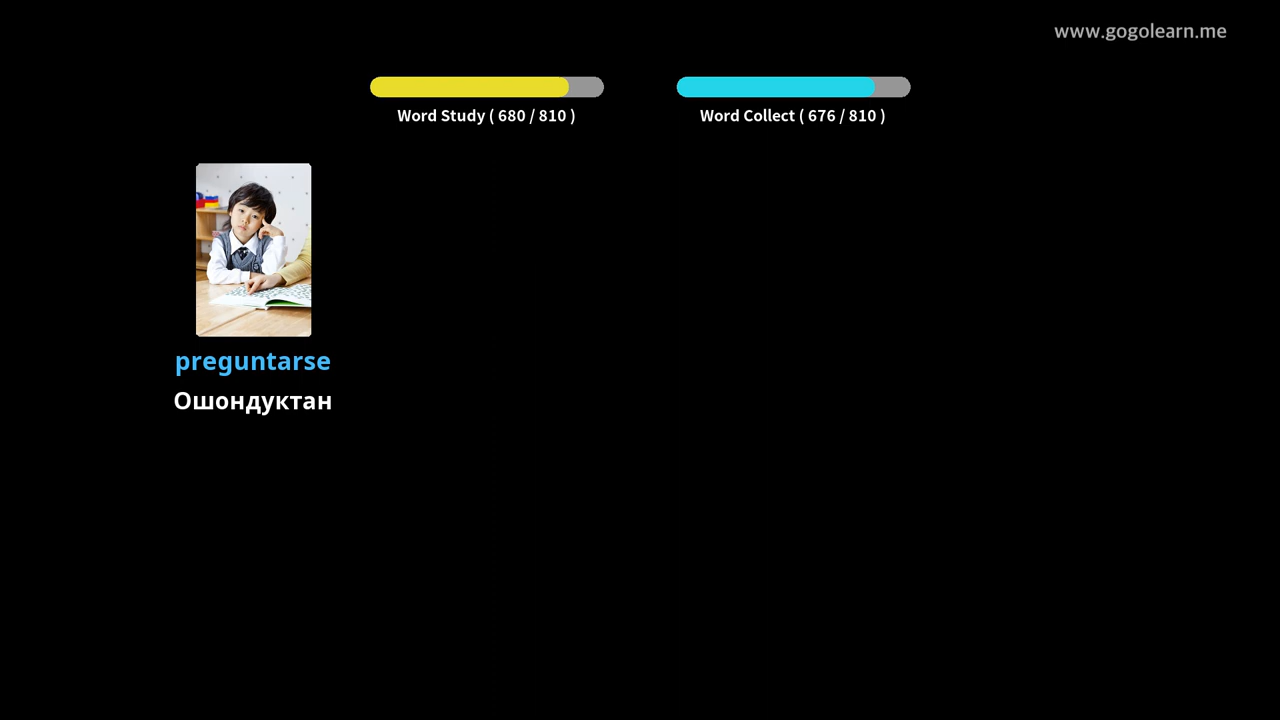 www.gogolearn.me
Word Study ( 680 / 810 )
Word Collect ( 676 / 810 )
preguntarse
Ошондуктан